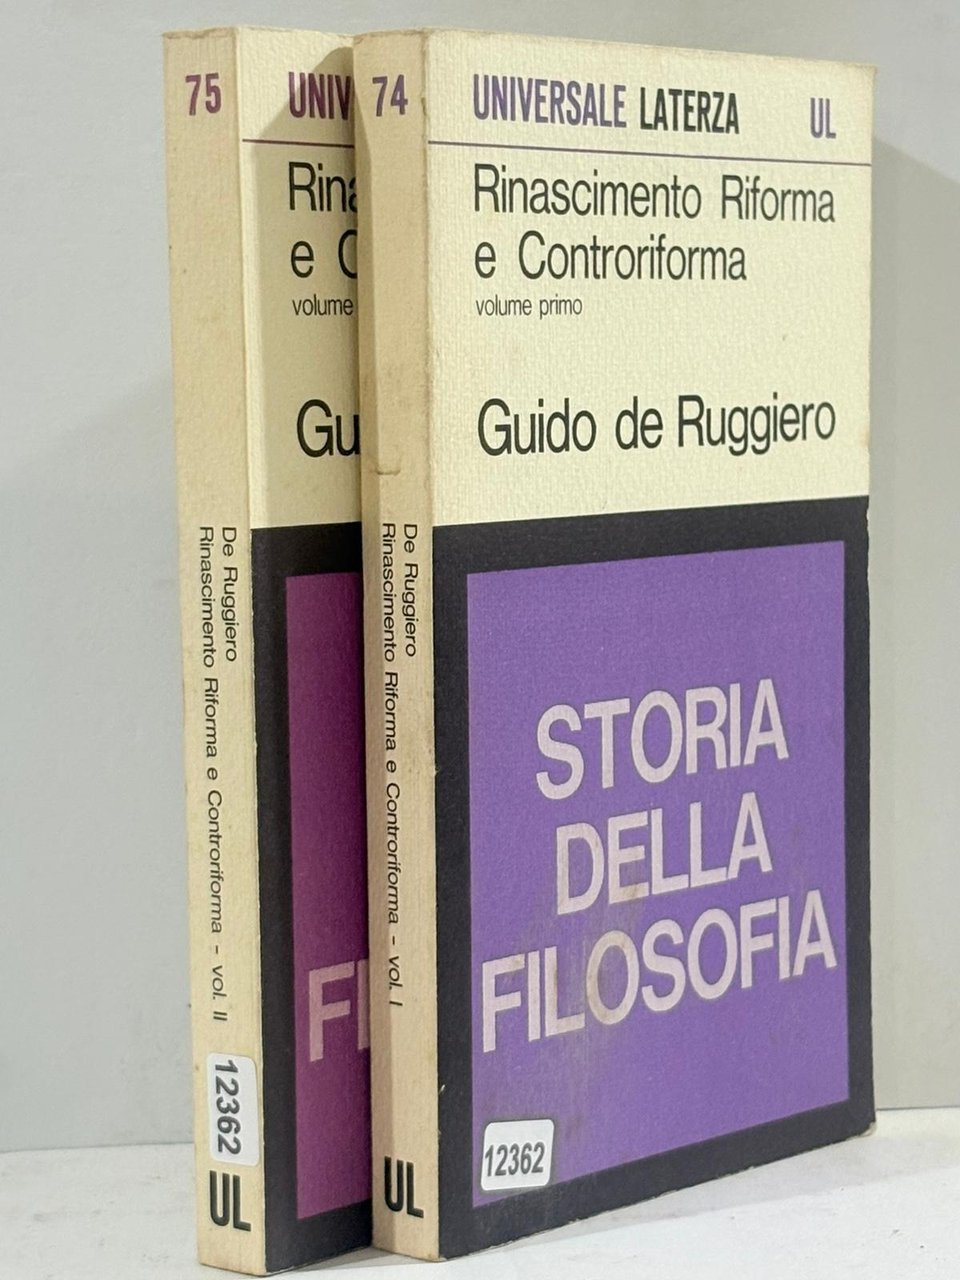 75
UNIV
Rina
e C
volume
Gu
FI
De Ruggiero
Rinascimento Riforma e Controriforma - vol. II
12362
UL
74
De Ruggiero
Rinascimento Riforma e Controriforma - vol. I
UL
UNIVERSALE LATERZA UL
Rinascimento Riforma
e Controriforma
volume primo
Guido de Ruggiero
STORIA
DELLA
FILOSOFIA
12362